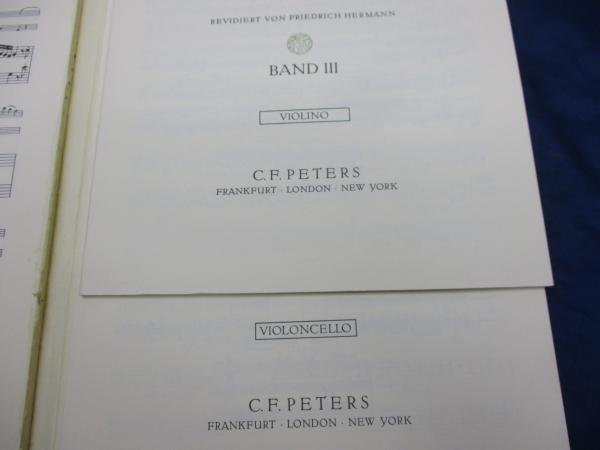 REVIDIERT VON FRIEDRICH HERMANN
BAND III
VIOLINO
C. F. PETERS
FRANKFURT · LONDON · NEW YORK
VIOLONCELLO
C. F. PETERS
FRANKFURT · LONDON · NEW YORK